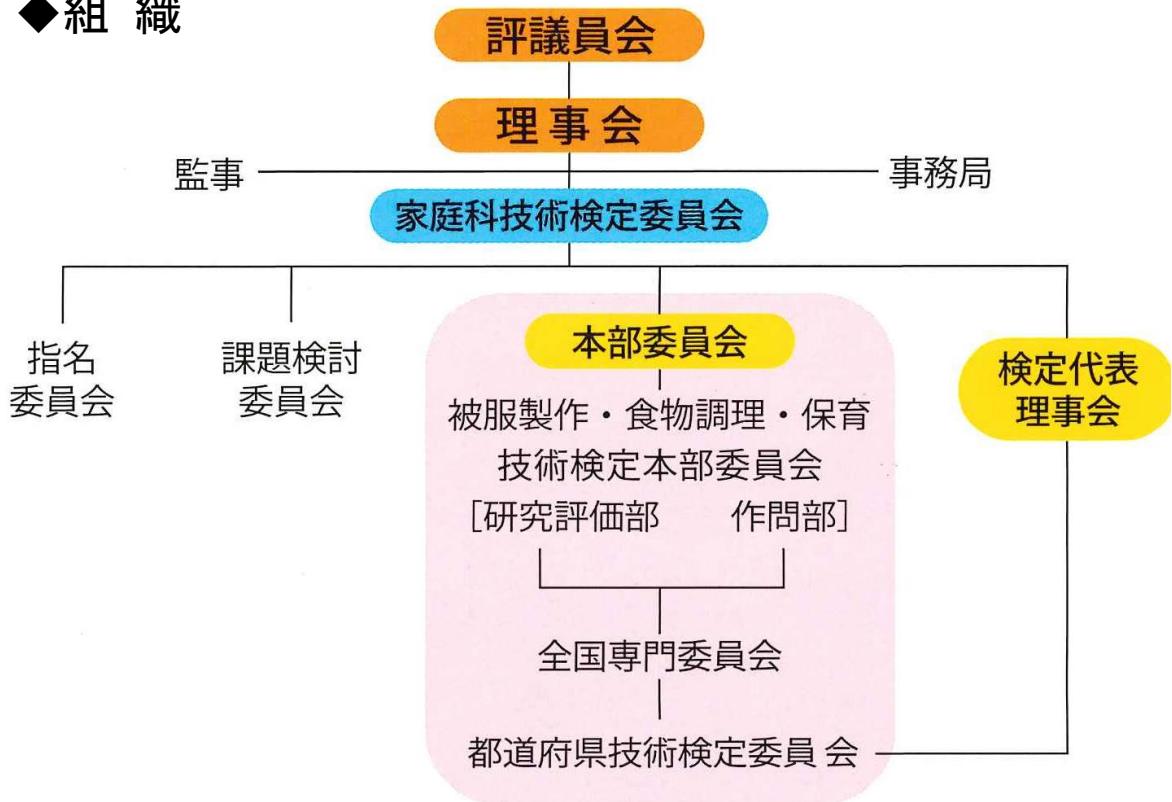 ◆組 織
評議員会
理事会
監事
事務局
家庭科技術検定委員会
指名
委員会
課題検討
委員会
本部委員会
被服製作・食物調理・保育
技術検定本部委員会
［研究評価部　　作問部］
全国専門委員会
都道府県技術検定委員会
検定代表
理事会